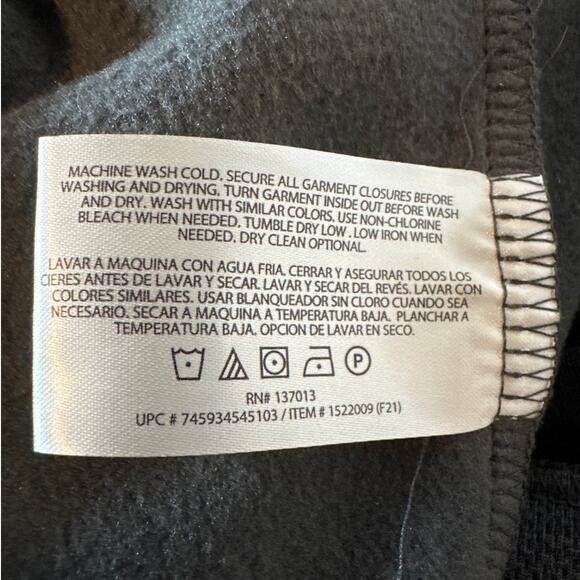 MACHINE WASH COLD. SECURE ALL GARMENT CLOSURES BEFORE
WASHING AND DRYING. TURN GARMENT INSIDE OUT BEFORE WASH
AND DRY. WASH WITH SIMILAR COLORS. USE NON-CHLORINE
BLEACH WHEN NEEDED. TUMBLE DRY LOW . LOW IRON WHEN
NEEDED. DRY CLEAN OPTIONAL.
LAVAR A MAQUINA CON AGUA FRIA. CERRAR Y ASEGURAR TODOS LOS
CIERES ANTES DE LAVAR Y SECAR. LAVAR Y SECAR DEL REVÉS. LAVAR CON
COLORES SIMILARES. USAR BLANQUEADOR SIN CLORO CUANDO SEA
NECESARIO. SECAR A MAQUINA A TEMPERATURA BAJA. PLANCHAR A
TEMPERATURA BAJA. OPCION DE LAVAR EN SECO.
P
RN# 137013
UPC # 745934545103 / ITEM # 1522009 (F21)